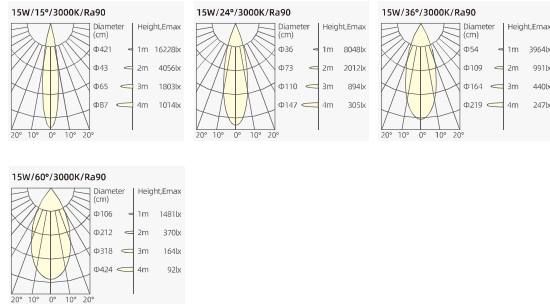 15W/15°/3000K/Ra90
Diameter
(cm)
Height,Emax
Φ421 1m 16228lx
Φ43 2m 4056lx
Φ65 3m 1803lx
Φ87 4m 1014lx
20° 10° 0° 10° 20°
15W/24°/3000K/Ra90
Diameter
(cm)
Height,Emax
Φ36 1m 8048lx
Φ73 2m 2012lx
Φ110 3m 894lx
Φ147 4m 305lx
20° 10° 0° 10° 20°
15W/36°/3000K/Ra90
Diameter
(cm)
Height,Emax
Φ54 1m 3964lx
Φ109 2m 991lx
Φ164 3m 440lx
Φ219 4m 247lx
20° 10° 0° 10° 20°
15W/60°/3000K/Ra90
Diameter
(cm)
Height,Emax
Φ106 1m 1481lx
Φ212 2m 370lx
Φ318 3m 164lx
Φ424 4m 92lx
20° 10° 0° 10° 20°